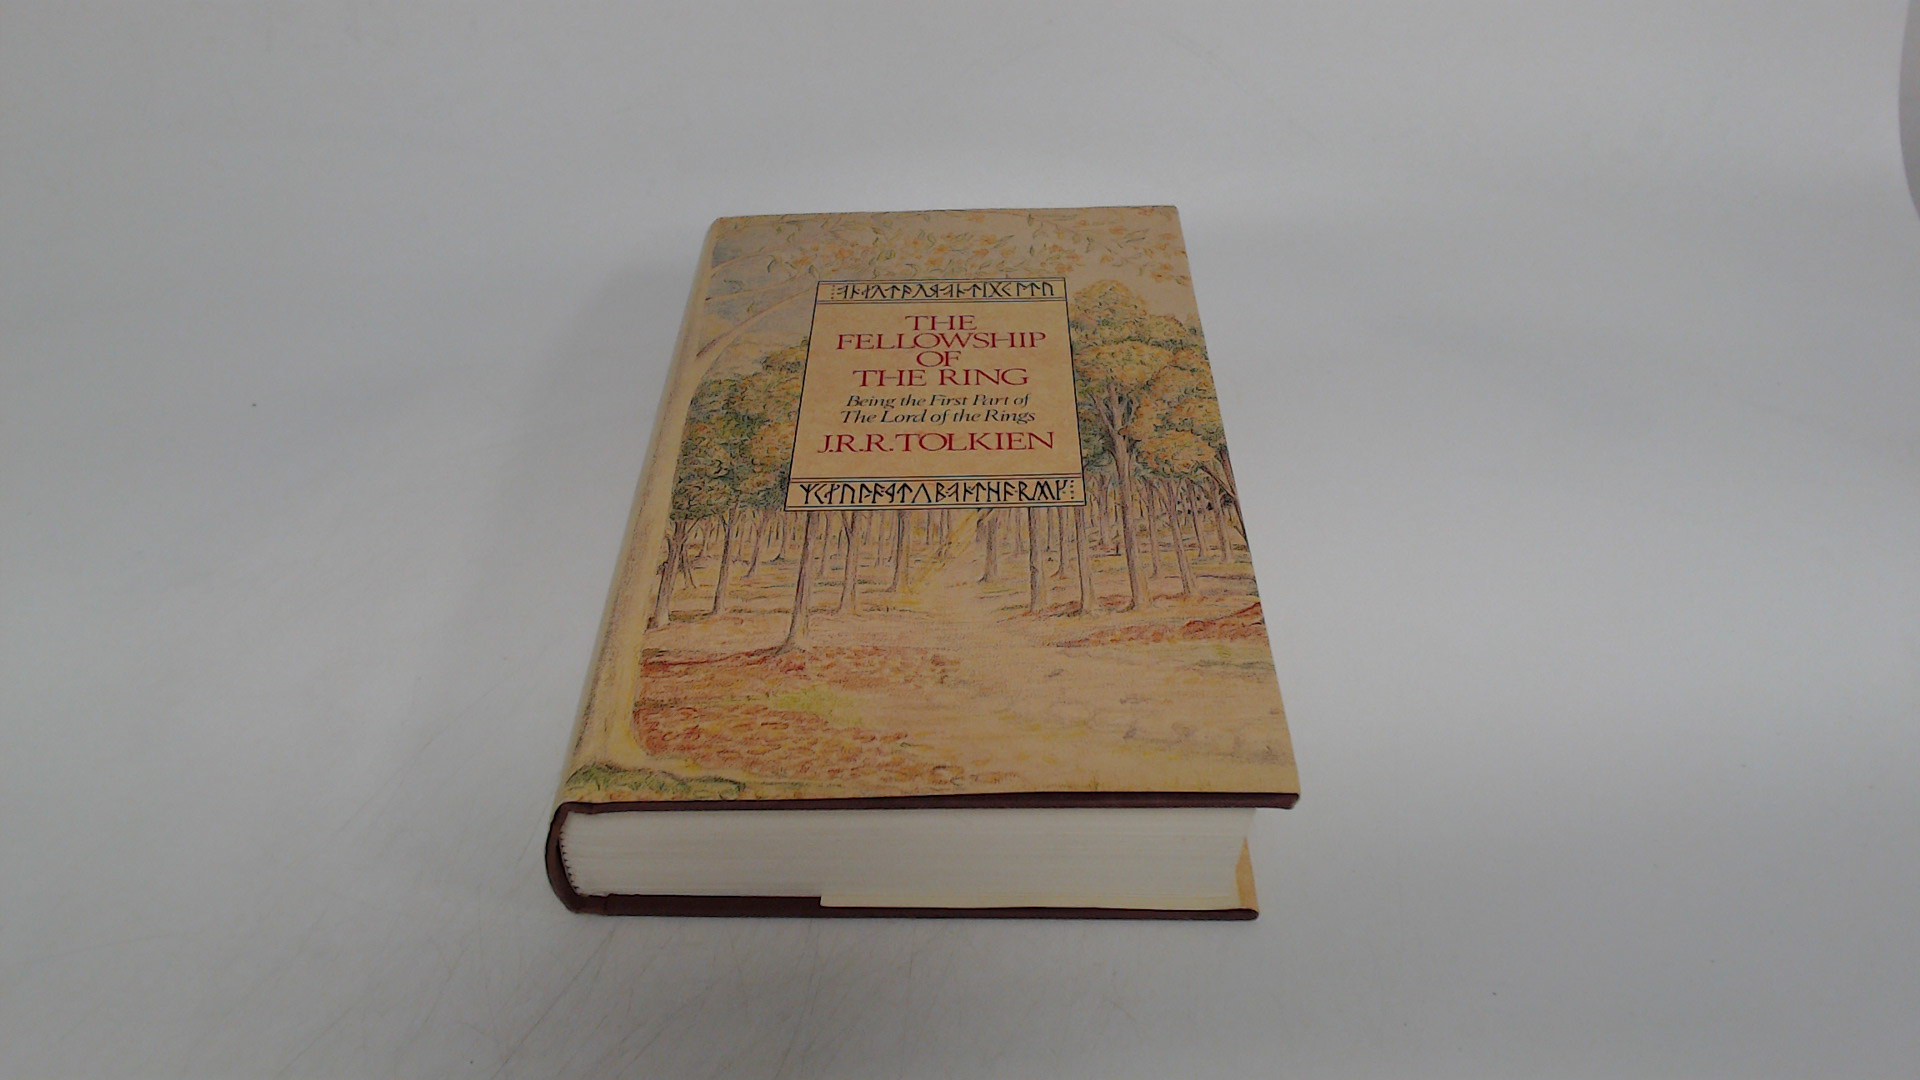 THE
FELLOWSHIP
OF
THE RING
Being the First Part of
The Lord of the Rings
J.R.R. TOLKIEN